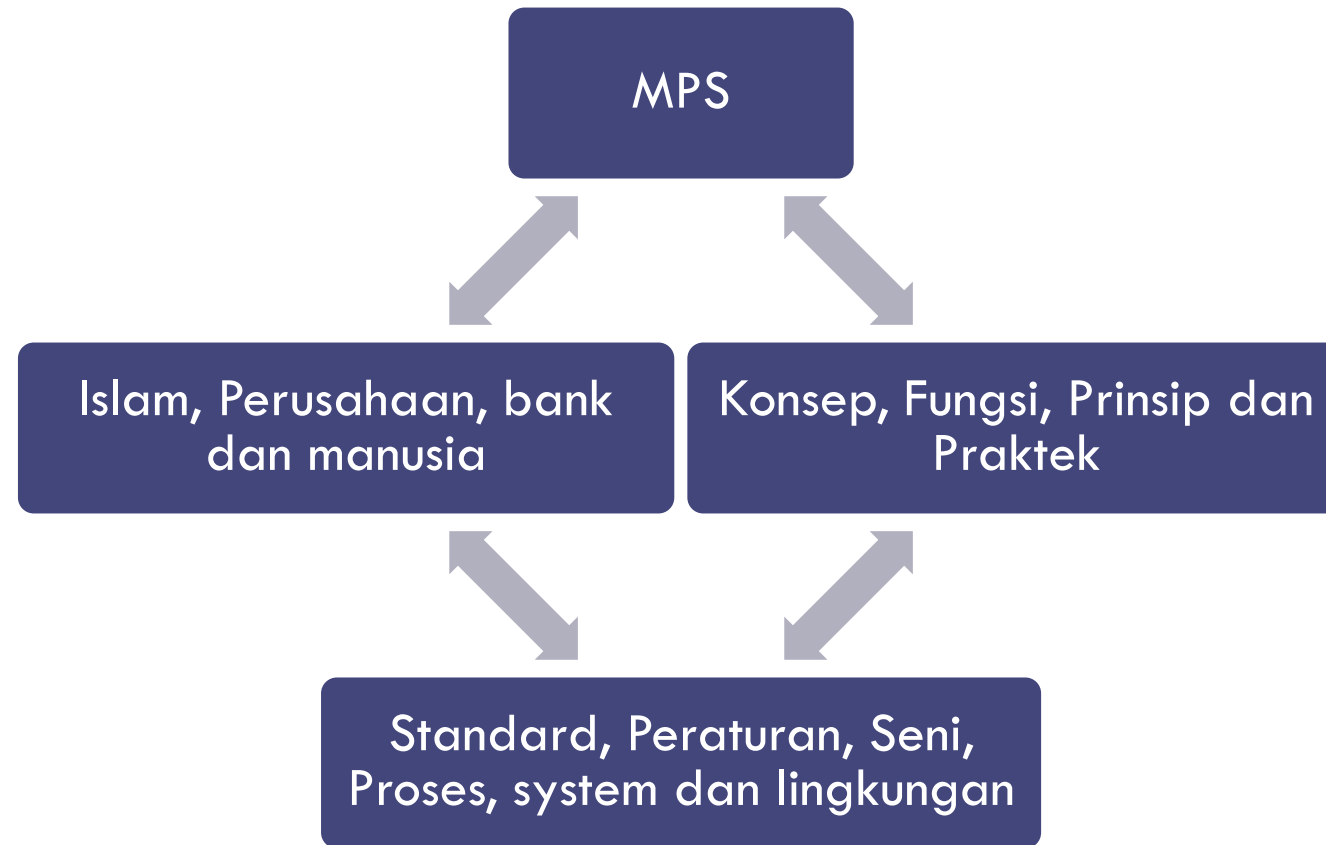 MPS
Islam, Perusahaan, bank
dan manusia
Konsep, Fungsi, Prinsip dan
Praktek
Standard, Peraturan, Seni,
Proses, system dan lingkungan